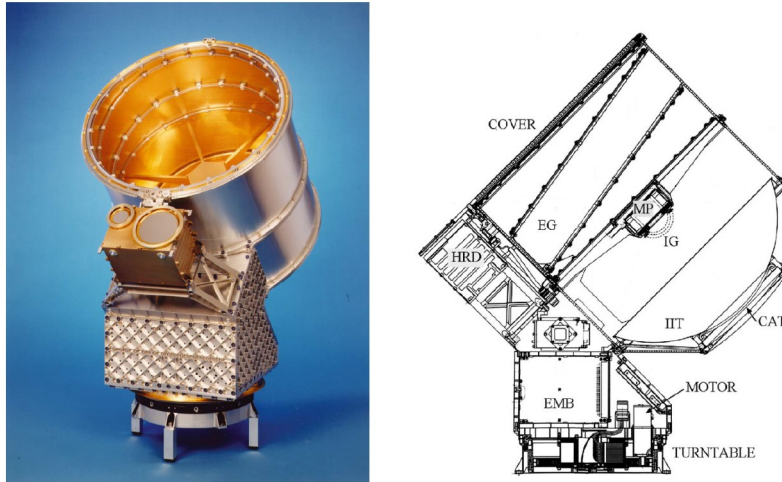 COVER
MP
EG
IG
HRD
IIT
CAT
MOTOR
EMB
TURNTABLE